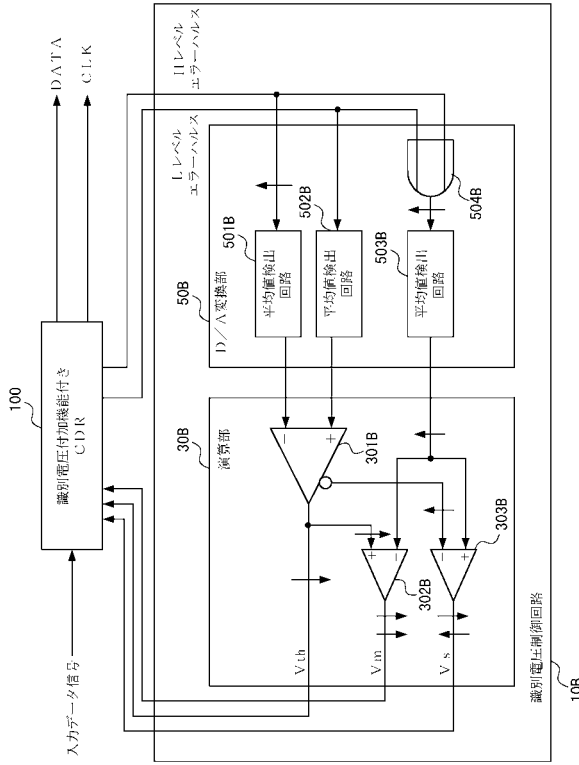 入力データ信号
100
識別電圧付加機能付き
CDR
DATA
CLK
Hレベル
エラーパルス
Lレベル
エラーパルス
50B
D/A変換部
501B
平均値検出
回路
502B
平均値検出
回路
503B
平均値検出
回路
504B
30B
演算部
−
+
301B
+
−
302B
−
+
303B
Vth
Vm
Vs
識別電圧制御回路
10B